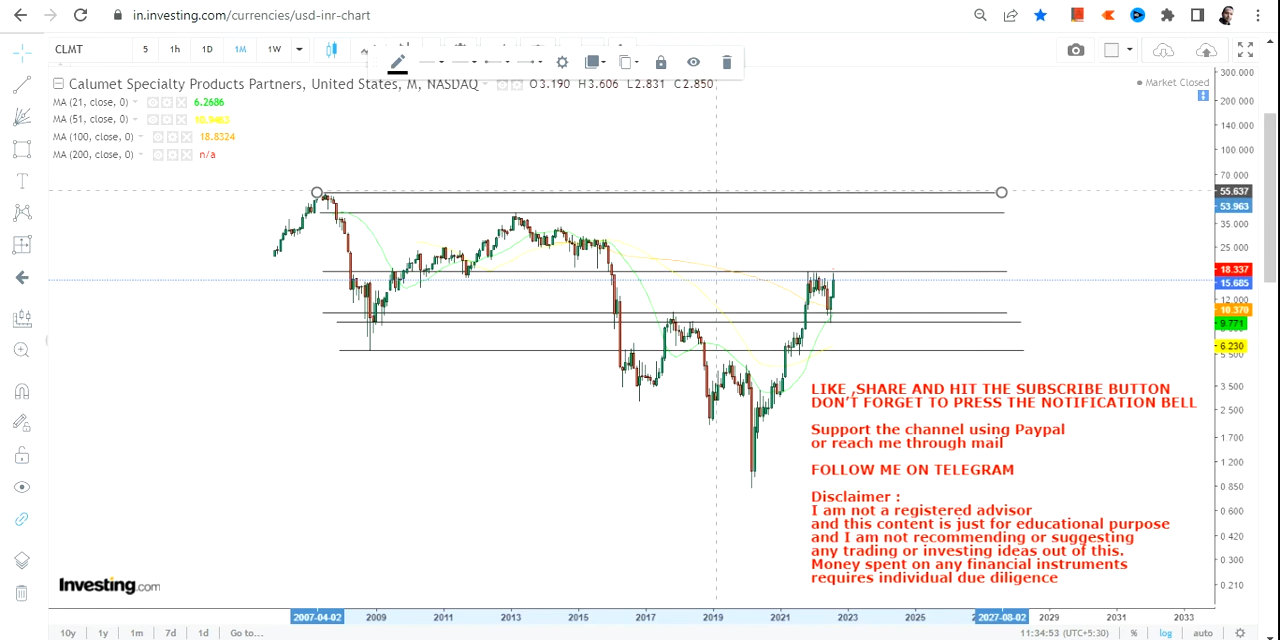 in.investing.com/currencies/usd-inr-chart
CLMT 5 1h 1D 1M 1W
Calumet Specialty Products Partners, United States, M, NASDAQ O3.190 H3.606 L2.831 C2.850
Market Closed
MA (21, close, 0) 6.2686
MA (51, close, 0)
MA (100, close, 0) 18.8324
MA (200, close, 0) n/a
300.000
200.000
140.000
100.000
70.000
55.637
53.963
35.000
25.000
18.337
15.685
12.000
10.370
9.771
6.230
5.500
3.500
2.500
1.700
1.200
0.850
0.600
0.420
0.300
0.210
LIKE ,SHARE AND HIT THE SUBSCRIBE BUTTON
DON'T FORGET TO PRESS THE NOTIFICATION BELL
Support the channel using Paypal
or reach me through mail
FOLLOW ME ON TELEGRAM
Disclaimer :
I am not a registered advisor
and this content is just for educational purpose
and I am not recommending or suggesting
any trading or investing ideas out of this.
Money spent on any financial instruments
requires individual due diligence
Investing.com
2007-04-02 2009 2011 2013 2015 2017 2019 2021 2023 2025 2027-08-02 2029 2031 2033
10y 1y 1m 7d 1d Go to... 11:34:53 (UTC+5:30) % log auto